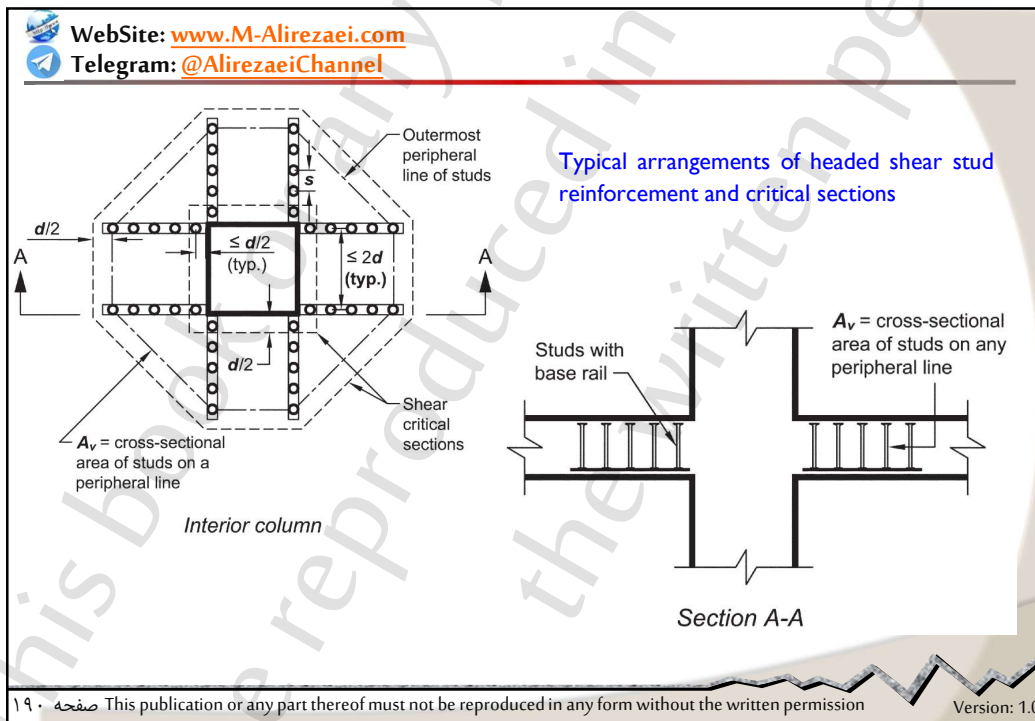 WebSite: www.M-Alirezaei.com
Telegram: @AlirezaeiChannel
Typical arrangements of headed shear stud
reinforcement and critical sections
Outermost
peripheral
line of studs
s
d/2
A
A
≤ d/2
(typ.)
≤ 2d
(typ.)
d/2
Shear
critical
sections
Av = cross-sectional
area of studs on a
peripheral line
Interior column
Studs with
base rail
Av = cross-sectional
area of studs on any
peripheral line
Section A-A
صفحه ۱۹۰ This publication or any part thereof must not be reproduced in any form without the written permission